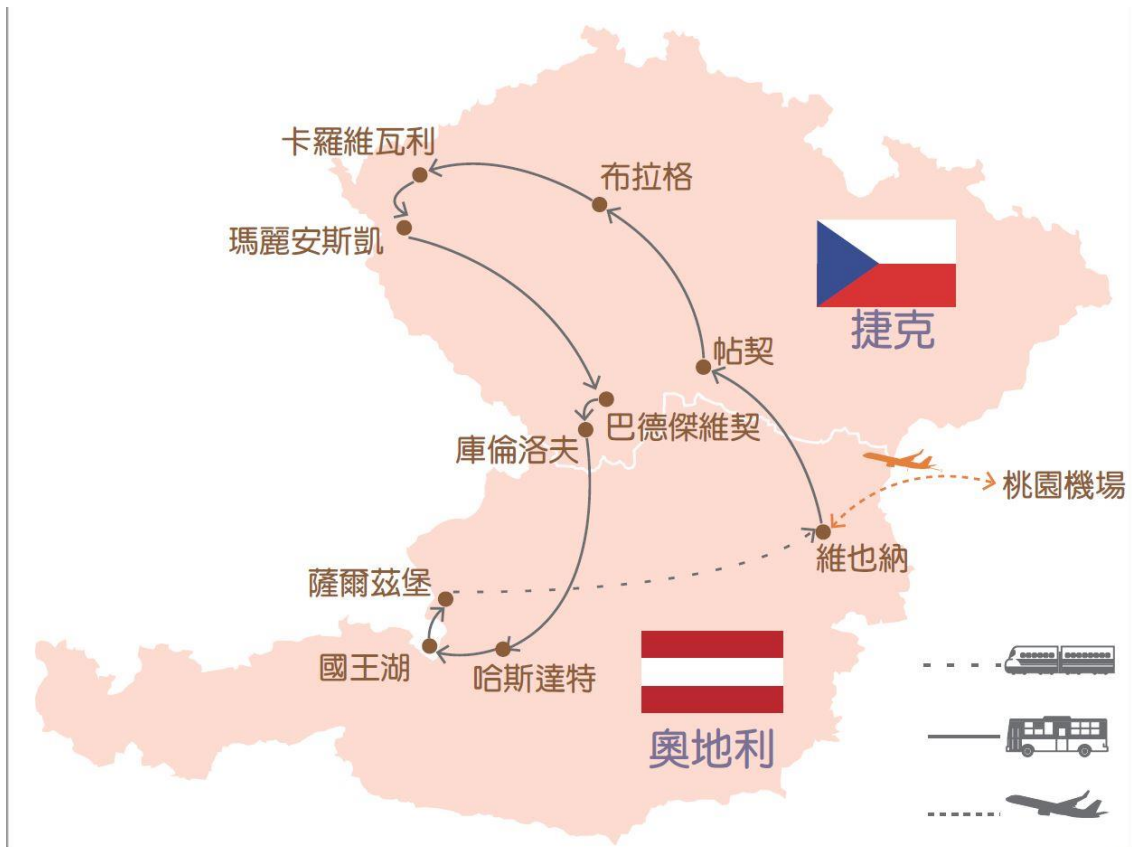 卡羅維瓦利
布拉格
瑪麗安斯凱
捷克
帖契
巴德傑維契
庫倫洛夫
桃園機場
維也納
薩爾茲堡
國王湖
哈斯達特
奧地利